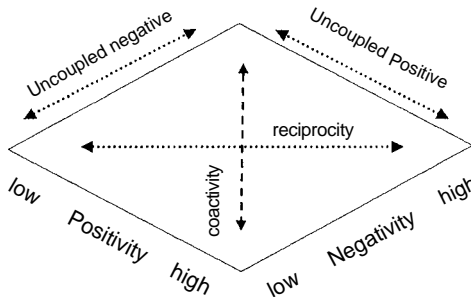 Uncoupled negative
Uncoupled Positive
reciprocity
coactivity
low
Positivity
high
low
Negativity
high